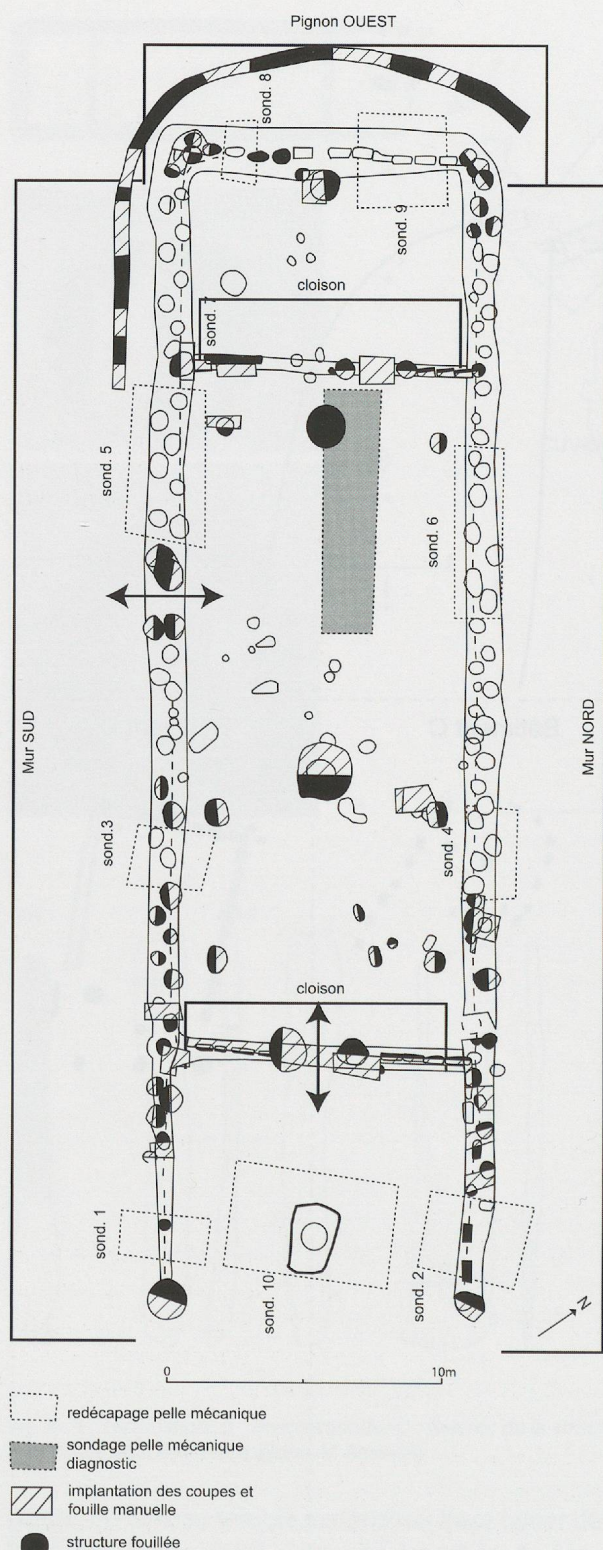 Pignon OUEST
sond. 8
sond. 9
cloison
sond. 7
sond. 5
sond. 6
Mur SUD
Mur NORD
sond.3
sond. 4
cloison
sond. 1
sond. 10
sond. 2
N
0
10m
redécapage pelle mécanique
sondage pelle mécanique
diagnostic
implantation des coupes et
fouille manuelle
structure fouillée